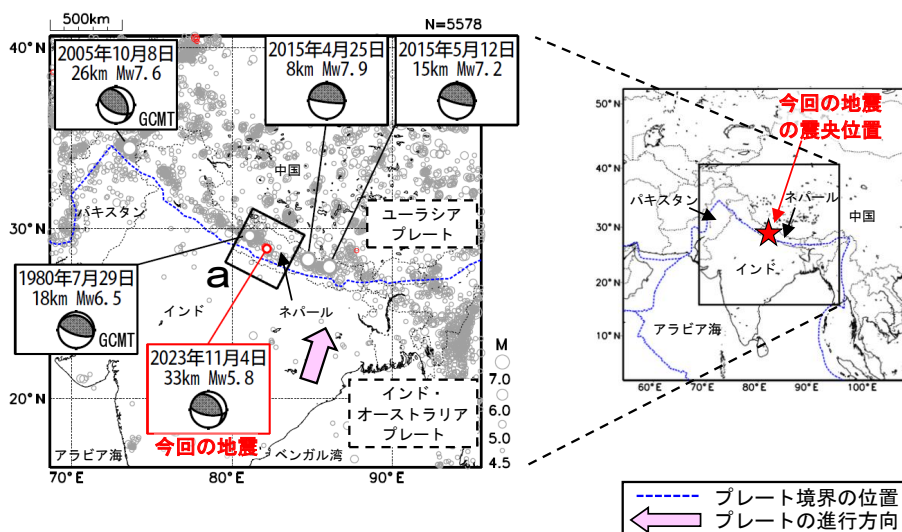 500km
N=5578
40°N
30°N
20°N
70°E
80°E
90°E
2005年10月8日
26km Mw7.6
GCMT
2015年4月25日
8km Mw7.9
2015年5月12日
15km Mw7.2
中国
パキスタン
ユーラシア
プレート
1980年7月29日
18km Mw6.5
GCMT
a
インド
ネパール
2023年11月4日
33km Mw5.8
今回の地震
インド・
オーストラリア
プレート
アラビア海
ベンガル湾
M
7.0
6.0
5.0
4.5
今回の地震
の震央位置
50°N
40°N
30°N
20°N
10°N
60°E
70°E
80°E
90°E
100°E
パキスタン
ネパール
中国
インド
アラビア海
プレート境界の位置
プレートの進行方向